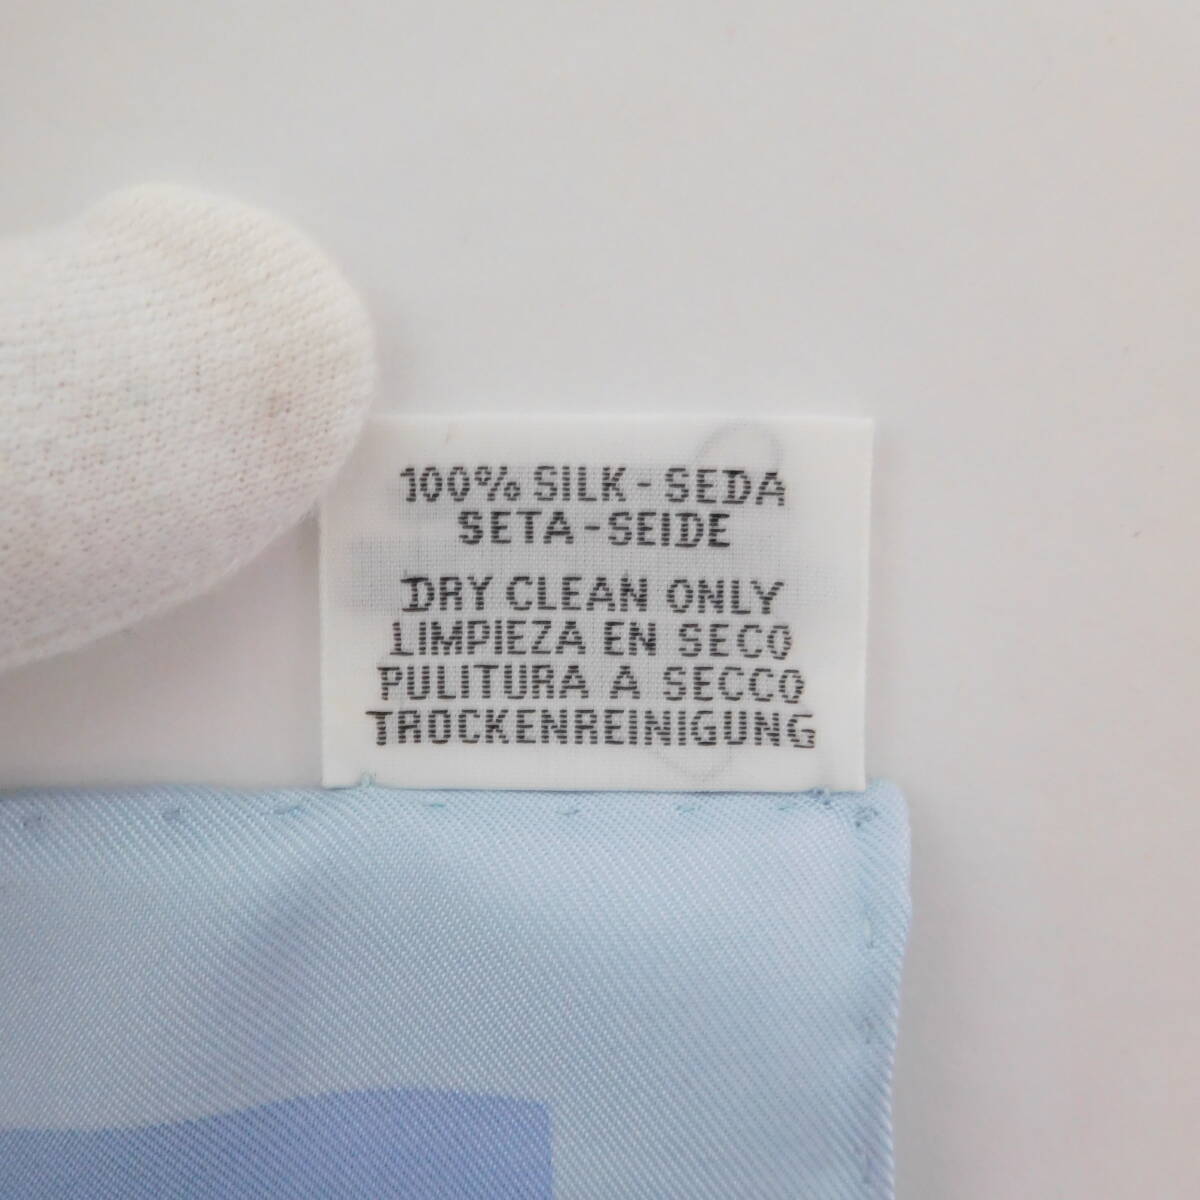 100% SILK - SEDA
SETA - SEIDE
DRY CLEAN ONLY
LIMPIEZA EN SECO
PULITURA A SECCO
TROCKENREINIGUNG